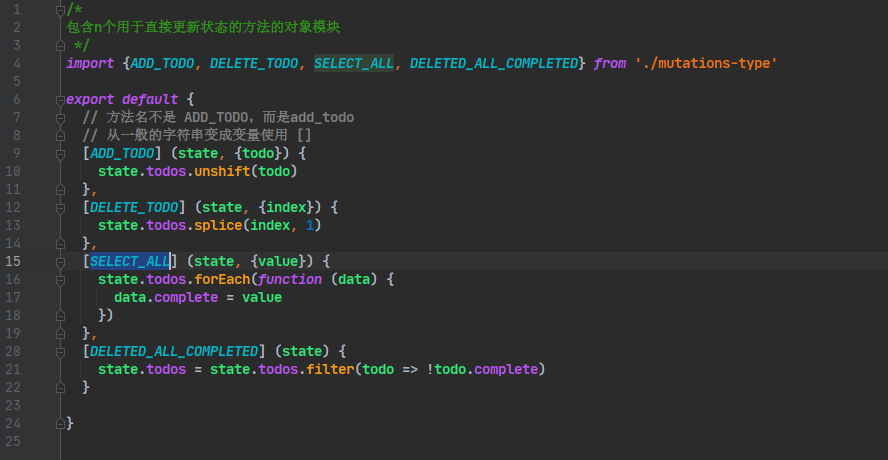 1 /*
2 包含n个用于直接更新状态的方法的对象模块
3  */
4 import {ADD_TODO, DELETE_TODO, SELECT_ALL, DELETED_ALL_COMPLETED} from './mutations-type'
5
6 export default {
7   // 方法名不是 ADD_TODO，而是add_todo
8   // 从一般的字符串变成变量使用 []
9   [ADD_TODO] (state, {todo}) {
10     state.todos.unshift(todo)
11   },
12   [DELETE_TODO] (state, {index}) {
13     state.todos.splice(index, 1)
14   },
15   [SELECT_ALL] (state, {value}) {
16     state.todos.forEach(function (data) {
17       data.complete = value
18     })
19   },
20   [DELETED_ALL_COMPLETED] (state) {
21     state.todos = state.todos.filter(todo => !todo.complete)
22   }
23
24 }
25